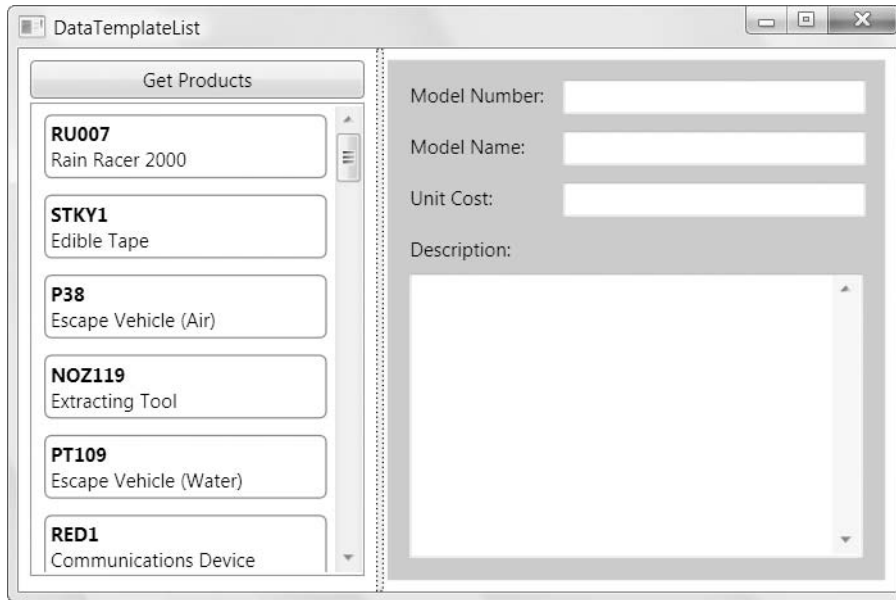 DataTemplateList
Get Products
RU007
Rain Racer 2000
STKY1
Edible Tape
P38
Escape Vehicle (Air)
NOZ119
Extracting Tool
PT109
Escape Vehicle (Water)
RED1
Communications Device
Model Number:
Model Name:
Unit Cost:
Description: